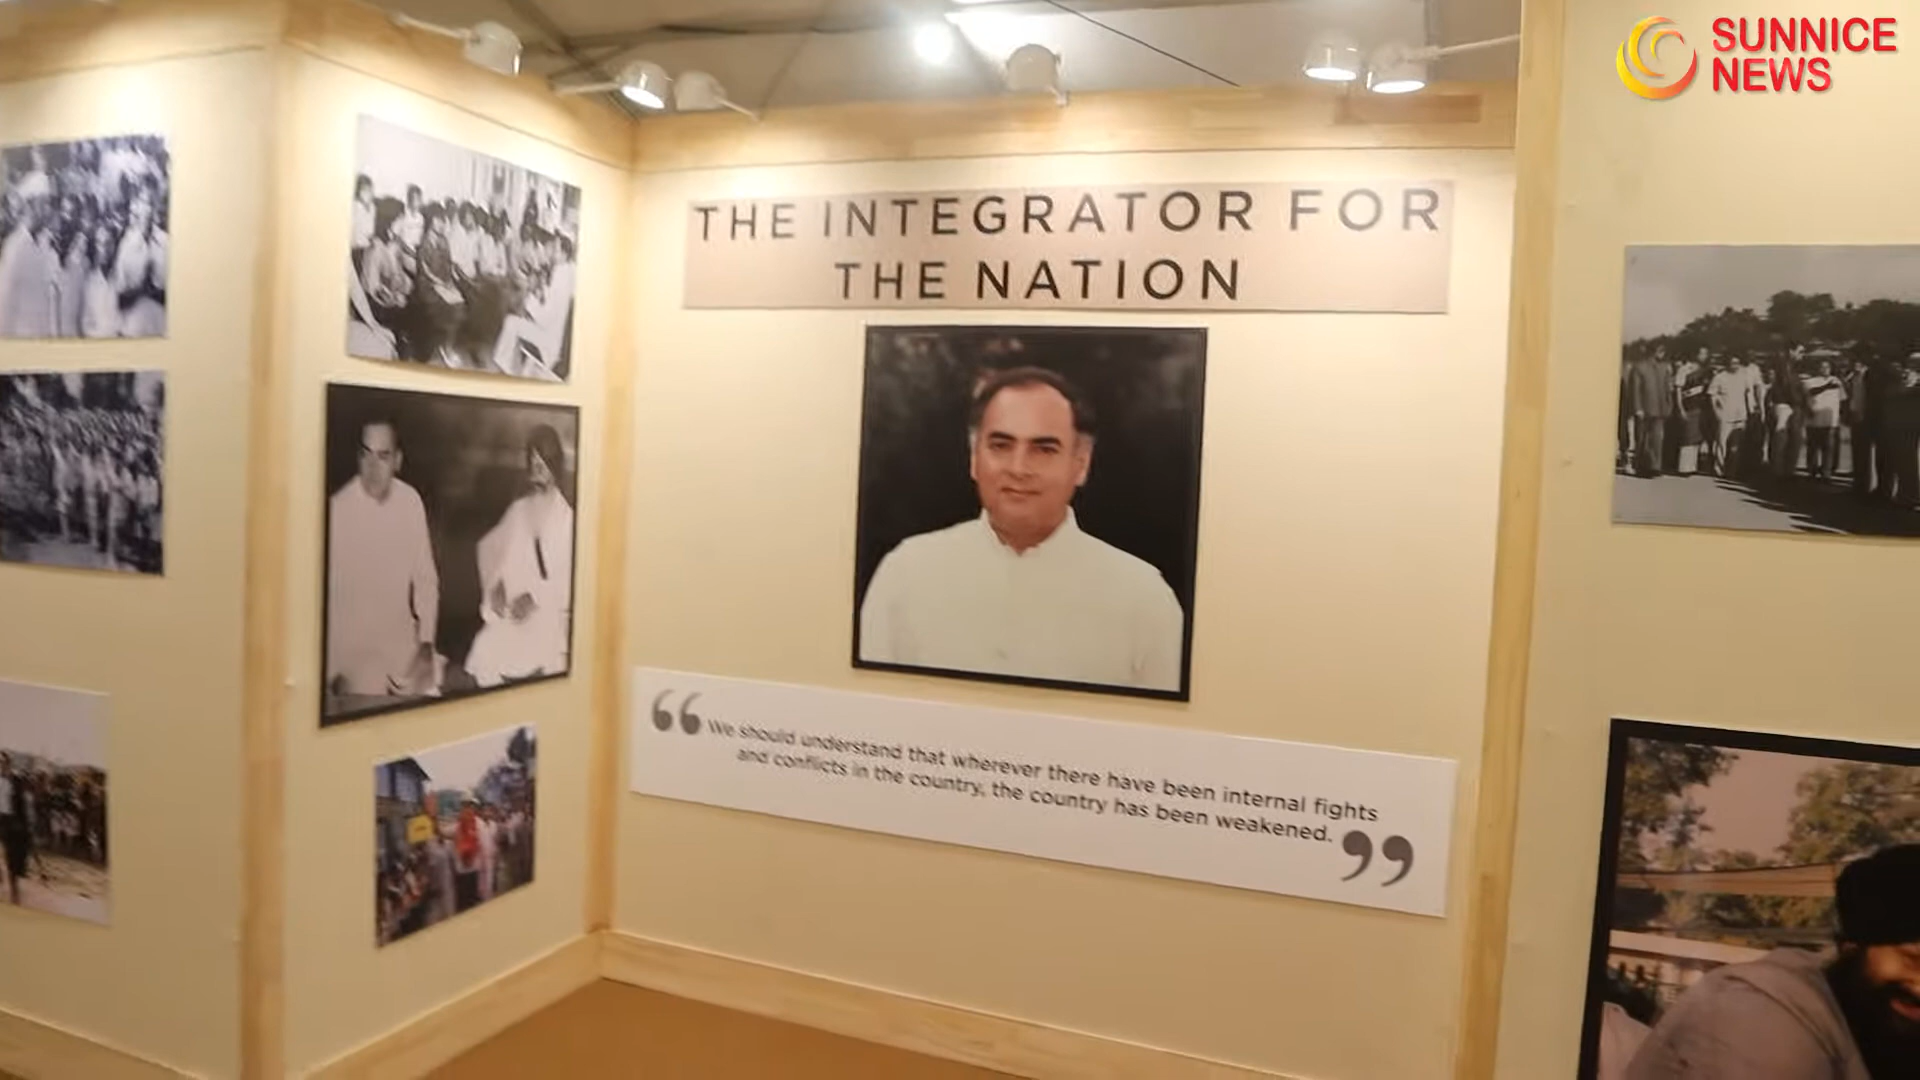 SUNNICE
NEWS
THE INTEGRATOR FOR
THE NATION
“ We should understand that wherever there have been internal fights
and conflicts in the country, the country has been weakened. ”